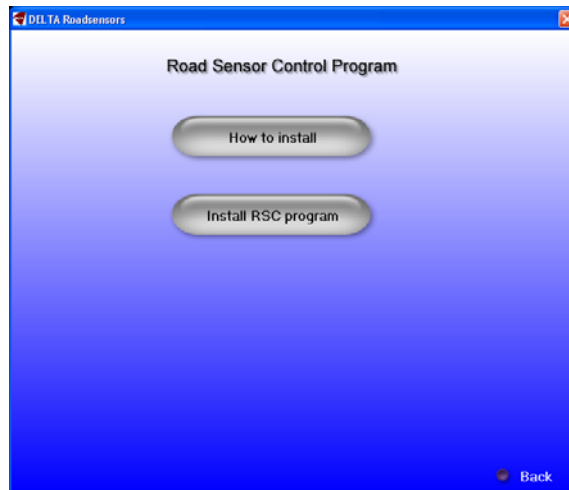 DELTA Roadsensors
Road Sensor Control Program
How to install
Install RSC program
Back